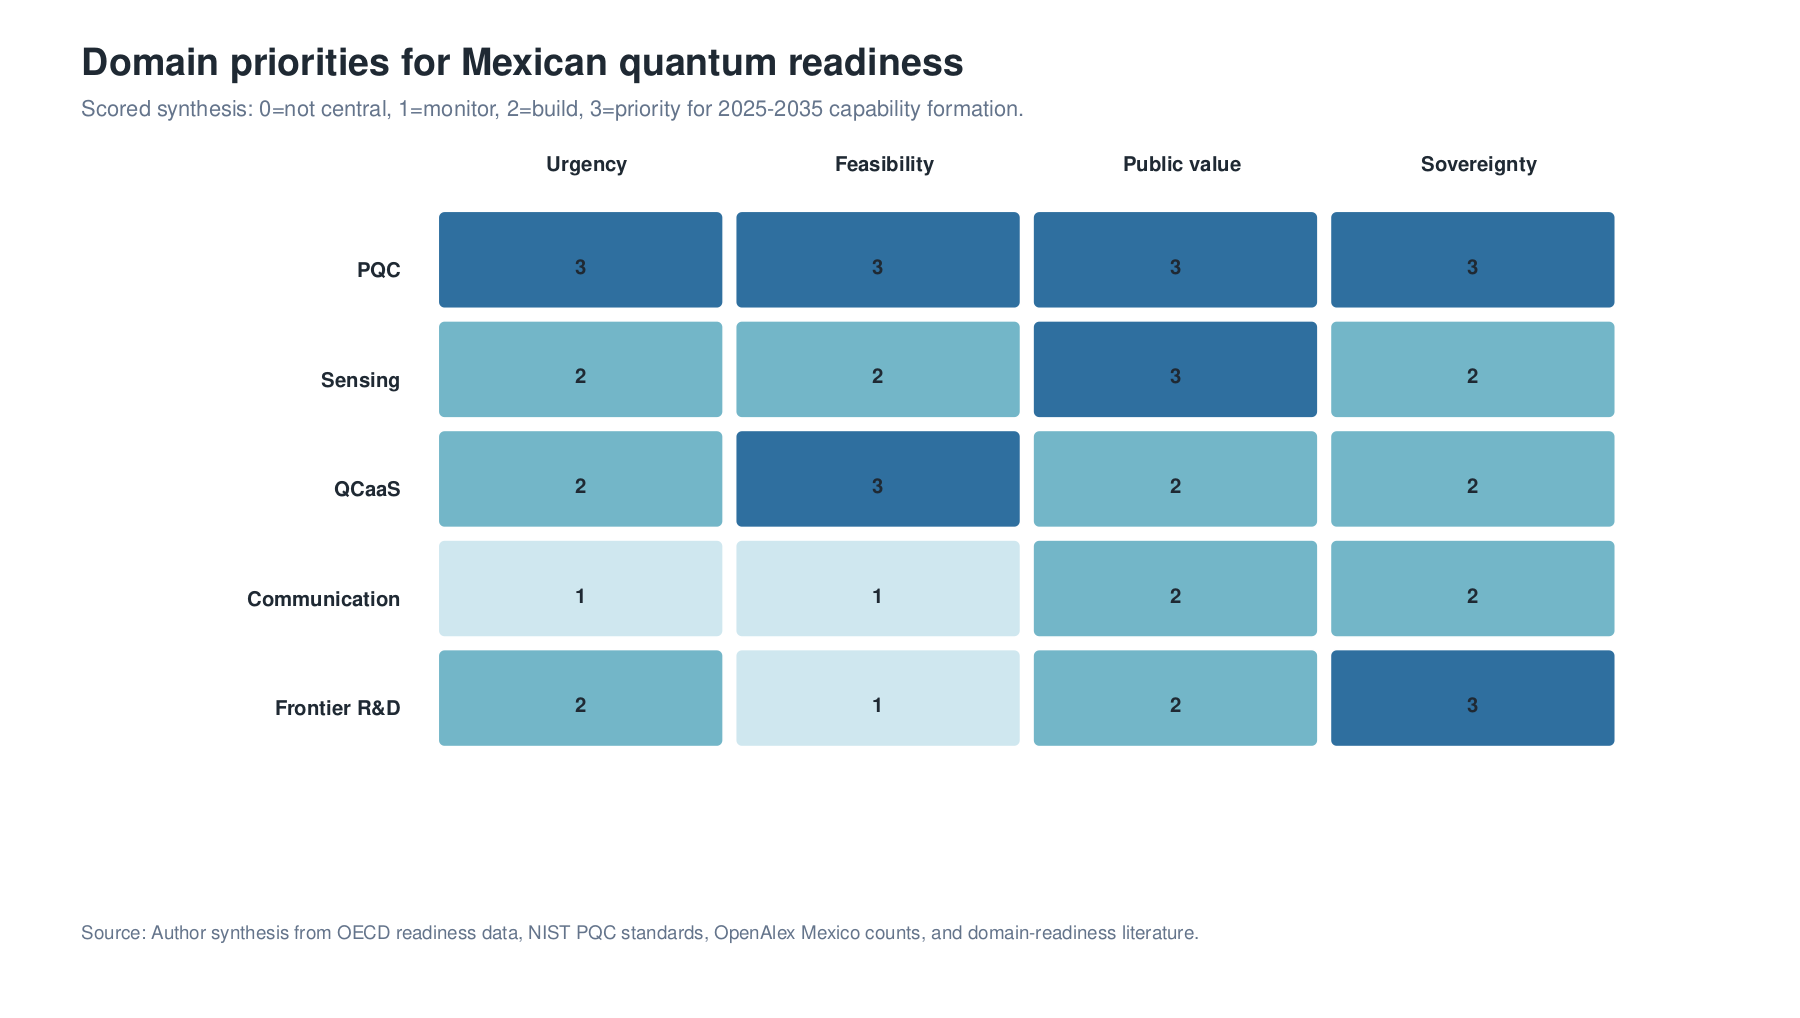 Domain priorities for Mexican quantum readiness
Scored synthesis: 0=not central, 1=monitor, 2=build, 3=priority for 2025-2035 capability formation.
Urgency Feasibility Public value Sovereignty
PQC 3 3 3 3
Sensing 2 2 3 2
QCaaS 2 3 2 2
Communication 1 1 2 2
Frontier R&D 2 1 2 3
Source: Author synthesis from OECD readiness data, NIST PQC standards, OpenAlex Mexico counts, and domain-readiness literature.